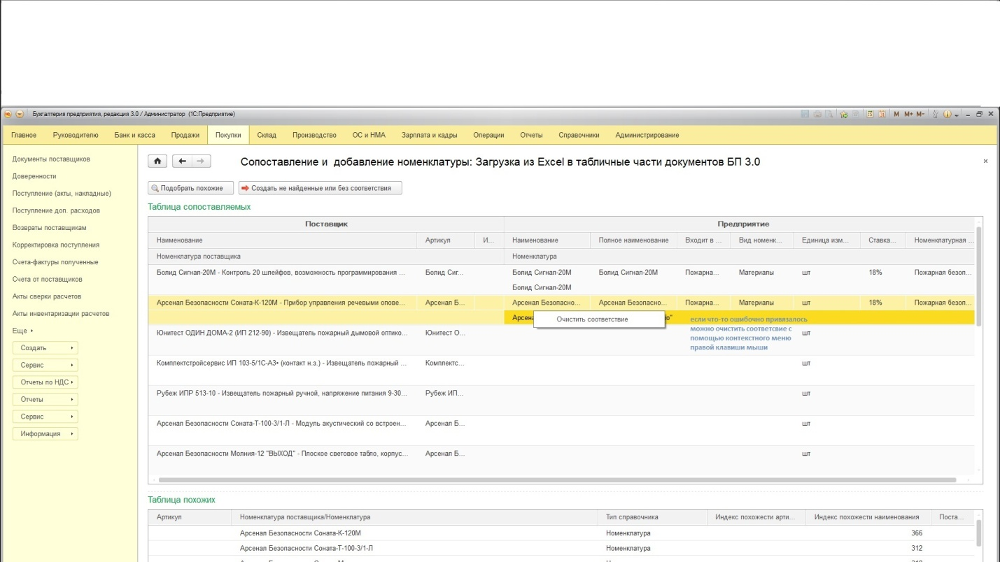 Бухгалтерия предприятия, редакция 3.0 / Администратор (1С:Предприятие)
M M+ M-
Главное Руководителю Банк и касса Продажи Покупки Склад Производство ОС и НМА Зарплата и кадры Операции Отчеты Справочники Администрирование
Документы поставщиков
Доверенности
Поступление (акты, накладные)
Поступление доп. расходов
Возвраты поставщикам
Корректировка поступления
Счета-фактуры полученные
Счета от поставщиков
Акты сверки расчетов
Акты инвентаризации расчетов
Еще
Создать
Сервис
Отчеты по НДС
Отчеты
Сервис
Информация
Сопоставление и добавление номенклатуры: Загрузка из Excel в табличные части документов БП 3.0
Подобрать похожие Создать не найденные или без соответствия
Таблица сопоставляемых
Поставщик Предприятие
Наименование Артикул И... Наименование Полное наименование Входит в ... Вид номенк... Единица изм... Ставка... Номенклатурная ...
Номенклатура поставщика Номенклатура
Болид Сигнал-20М - Контроль 20 шлейфов, возможность программирования ... Болид Сиг... Болид Сигнал-20М Болид Сигнал-20М Пожарна... Материалы шт 18% Пожарная безоп...
Болид Сигнал-20М
Арсенал Безопасности Соната-К-120М - Прибор управления речевыми опове... Арсенал Б... Арсенал Безопасно... Арсенал Безопасно... Пожарна... Материалы шт 18% Пожарная безоп...
Арсена
Очистить соответствие
если что-то ошибочно привязалось
можно очистить соответсвие с
помощью контекстного меню
правой клавиши мыши
Юнитест ОДИН ДОМА-2 (ИП 212-90) - Извещатель пожарный дымовой оптико... Юнитест О... шт
Комплектстройсервис ИП 103-5/1С-А3• (контакт н.з.) - Извещатель пожарный ... Комплектс... шт
Рубеж ИПР 513-10 - Извещатель пожарный ручной, напряжение питания 9-30... Рубеж ИП... шт
Арсенал Безопасности Соната-Т-100-3/1-Л - Модуль акустический со встроен... Арсенал Б... шт
Арсенал Безопасности Молния-12 "ВЫХОД" - Плоское световое табло, корпус... Арсенал Б... шт
Таблица похожих
Артикул Номенклатура поставщика/Номенклатура Тип справочника Индекс похожести арти... Индекс похожести наименования Поста...
Арсенал Безопасности Соната-К-120М Номенклатура 366
Арсенал Безопасности Соната-Т-100-3/1-Л Номенклатура 312